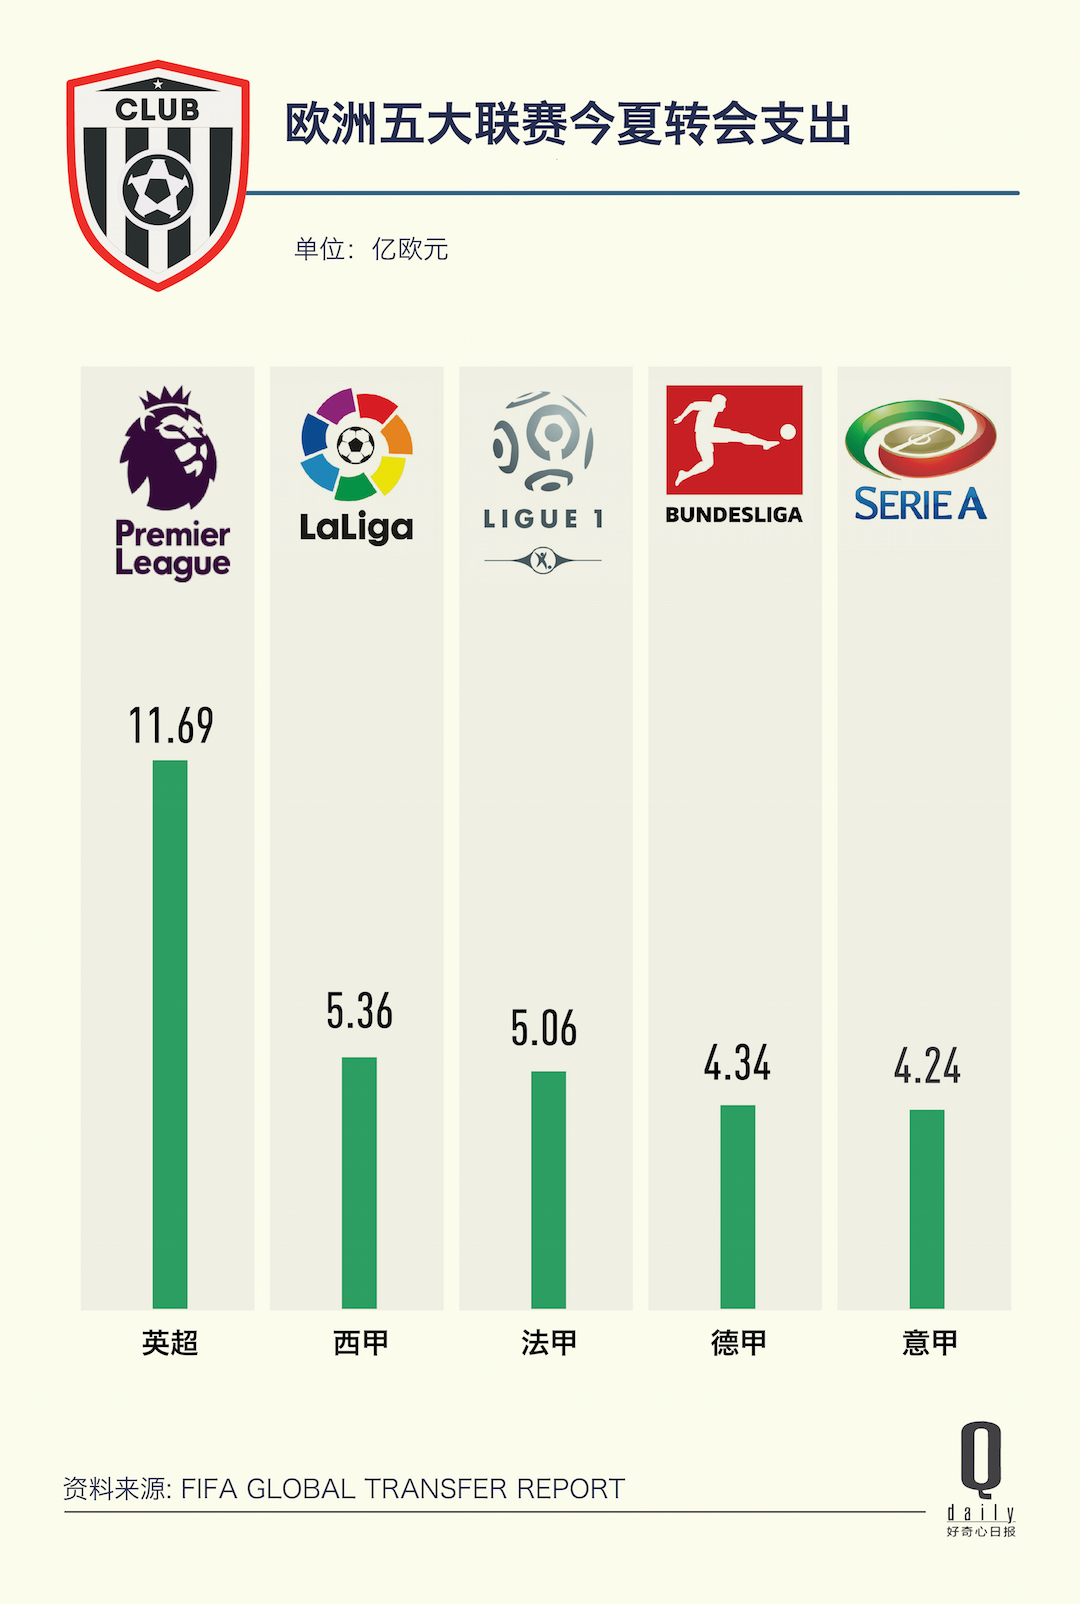 CLUB
欧洲五大联赛今夏转会支出
单位：亿欧元
Premier
League
LaLiga
LIGUE 1
BUNDESLIGA
SERIE A
11.69
5.36
5.06
4.34
4.24
英超
西甲
法甲
德甲
意甲
资料来源: FIFA GLOBAL TRANSFER REPORT
Q
daily
好奇心日报